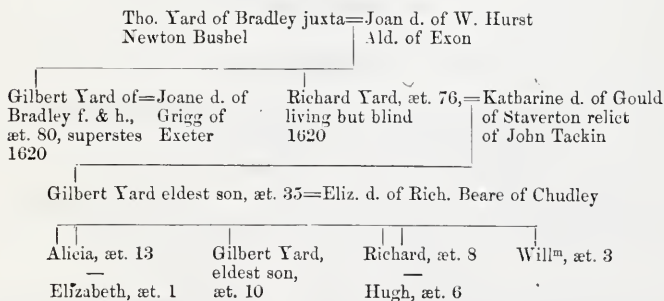 Tho. Yard of Bradley juxta=Joan d. of W. Hurst
Newton Bushel Ald. of Exon
Gilbert Yard of=Joane d. of Richard Yard, æt. 76,=Katharine d. of Gould
Bradley f. & h., Grigg of living but blind of Staverton relict
æt. 80, superstes Exeter 1620 of John Tackin
1620
Gilbert Yard eldest son, æt. 35=Eliz. d. of Rich. Beare of Chudley
Alicia, æt. 13 Gilbert Yard, Richard, æt. 8 Willᵐ, æt. 3
— eldest son, —
Elizabeth, æt. 1 æt. 10 Hugh, æt. 6